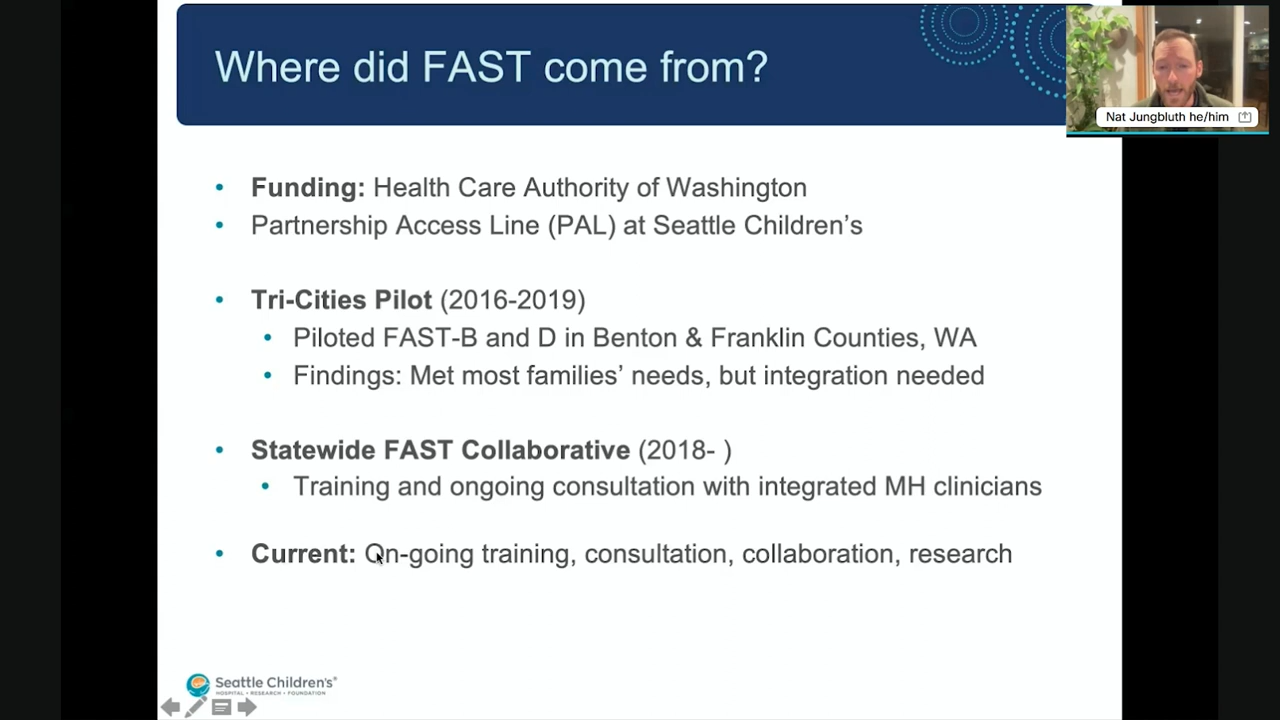 Where did FAST come from?
Nat Jungbluth he/him
• Funding: Health Care Authority of Washington
• Partnership Access Line (PAL) at Seattle Children's
• Tri-Cities Pilot (2016-2019)
• Piloted FAST-B and D in Benton & Franklin Counties, WA
• Findings: Met most families' needs, but integration needed
• Statewide FAST Collaborative (2018- )
• Training and ongoing consultation with integrated MH clinicians
• Current: On-going training, consultation, collaboration, research
Seattle Children's®
HOSPITAL • RESEARCH • FOUNDATION